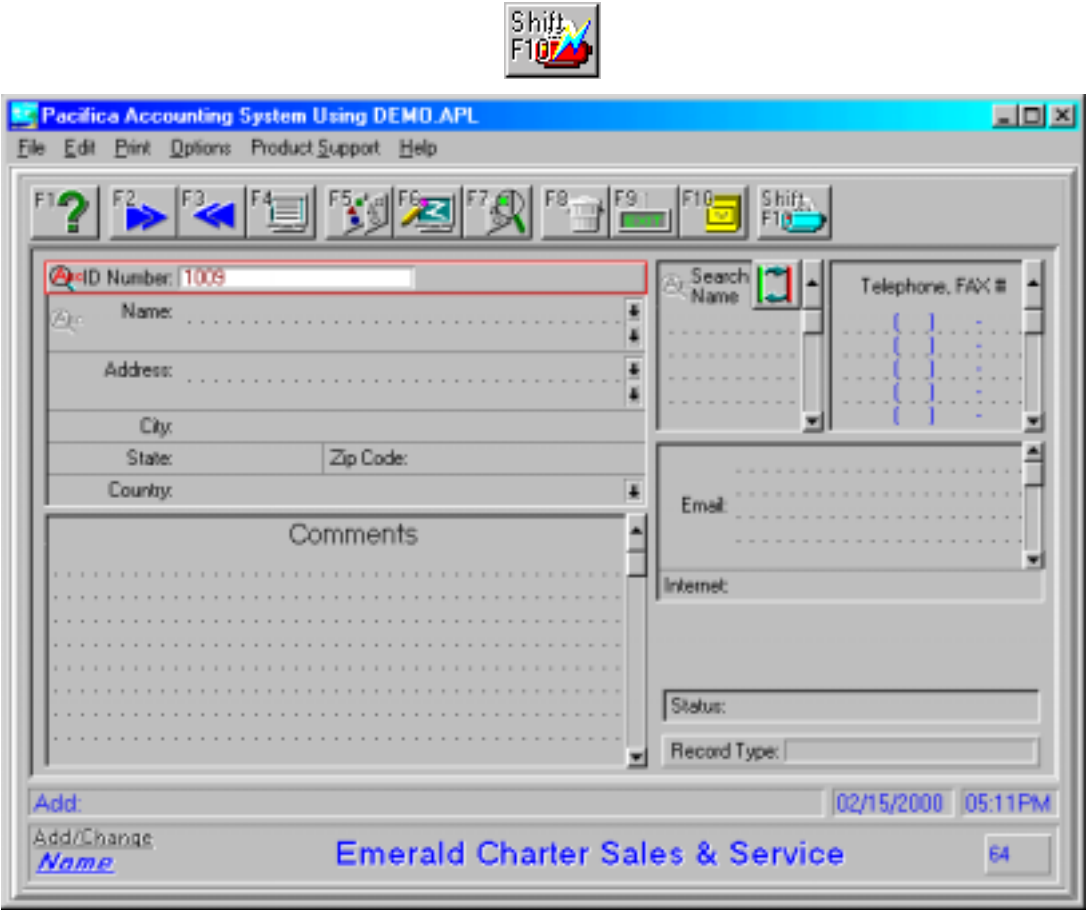 Shift
F10
Pacifica Accounting System Using DEMO.APL
File Edit Print Options Product Support Help
F1 F2 F3 F4 F5 F6 F7 F8 F9 F10 Shift
EXIT F10
ID Number: 1009
Name:
Address:
City:
State: Zip Code:
Country:
Comments
Search
Name
Telephone, FAX #
( ) -
( ) -
( ) -
( ) -
( ) -
Email:
Internet:
Status:
Record Type:
Add: 02/15/2000 05:11PM
Add/Change
Name
Emerald Charter Sales & Service 64